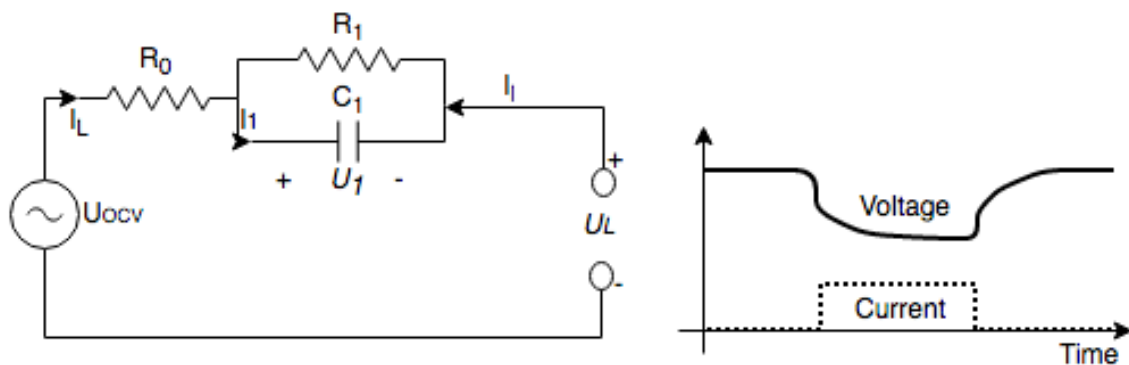 R0
R1
IL
I1
C1
Il
+
U1
-
+
UOCV
UL
-
Voltage
Current
Time